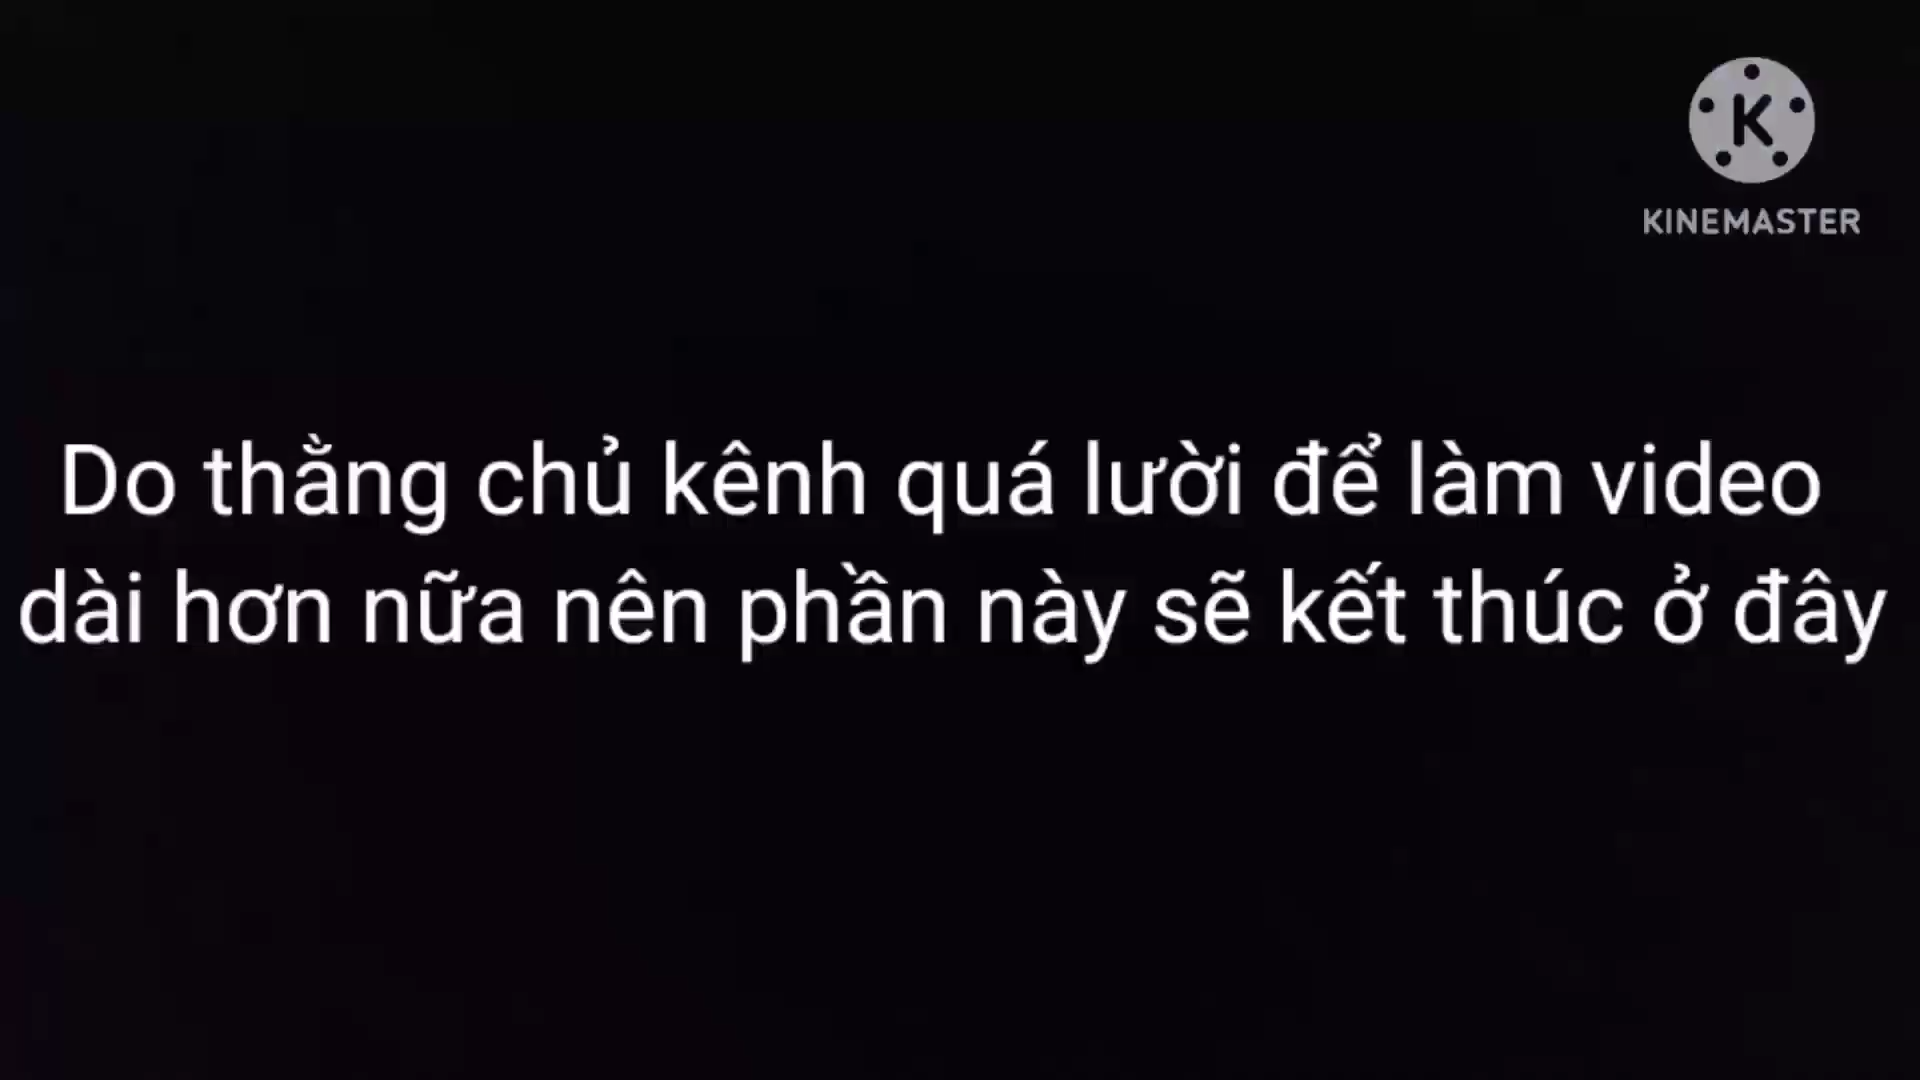 K
KINEMASTER
Do thằng chủ kênh quá lười để làm video
dài hơn nữa nên phần này sẽ kết thúc ở đây